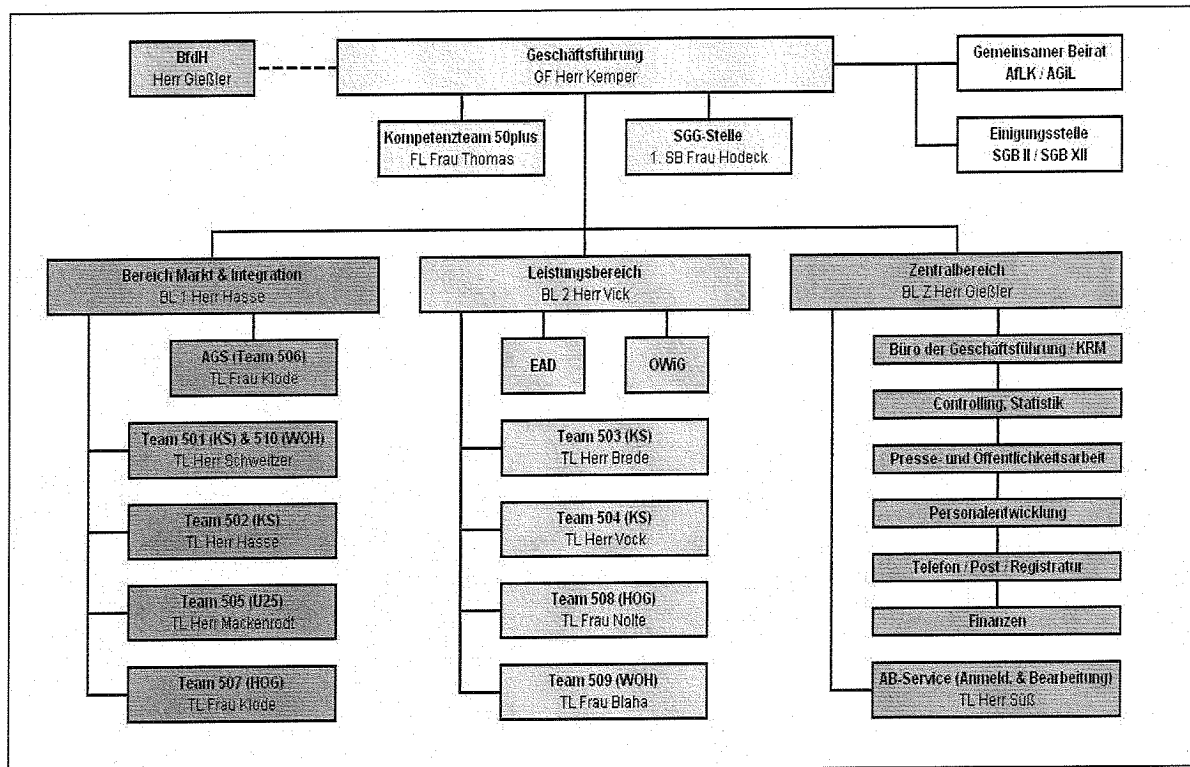 BfdH
Herr Gießler
Geschäftsführung
GF Herr Kemper
Gemeinsamer Beirat
AfLK / AGiL
Kompetenzteam 50plus
FL Frau Thomas
SGG-Stelle
1. SB Frau Hodeck
Einigungsstelle
SGB II / SGB XII
Bereich Markt & Integration
BL 1 Herr Hasse
Leistungsbereich
BL 2 Herr Vick
Zentralbereich
BL Z Herr Gießler
AGS (Team 506)
TL Frau Klode
EAD
OWiG
Büro der Geschäftsführung / KRM
Controlling, Statistik
Team 501 (KS) & 510 (WOH)
TL Herr Schweitzer
Team 503 (KS)
TL Herr Brede
Presse- und Öffentlichkeitsarbeit
Team 502 (KS)
TL Herr Hasse
Team 504 (KS)
TL Herr Vock
Personalentwicklung
Telefon / Post / Registratur
Team 505 (U25)
TL Herr Mackenrodt
Team 508 (HOG)
TL Frau Nolte
Finanzen
Team 507 (HOG)
TL Frau Klode
Team 509 (WOH)
TL Frau Blaha
AB-Service (Anmeld. & Bearbeitung)
TL Herr Süß